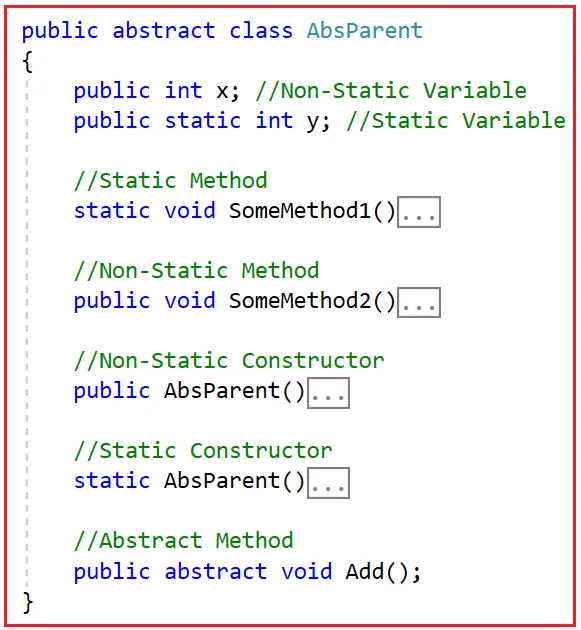 public abstract class AbsParent
{
public int x; //Non-Static Variable
public static int y; //Static Variable
//Static Method
static void SomeMethod1()...
//Non-Static Method
public void SomeMethod2()...
//Non-Static Constructor
public AbsParent()...
//Static Constructor
static AbsParent()...
//Abstract Method
public abstract void Add();
}